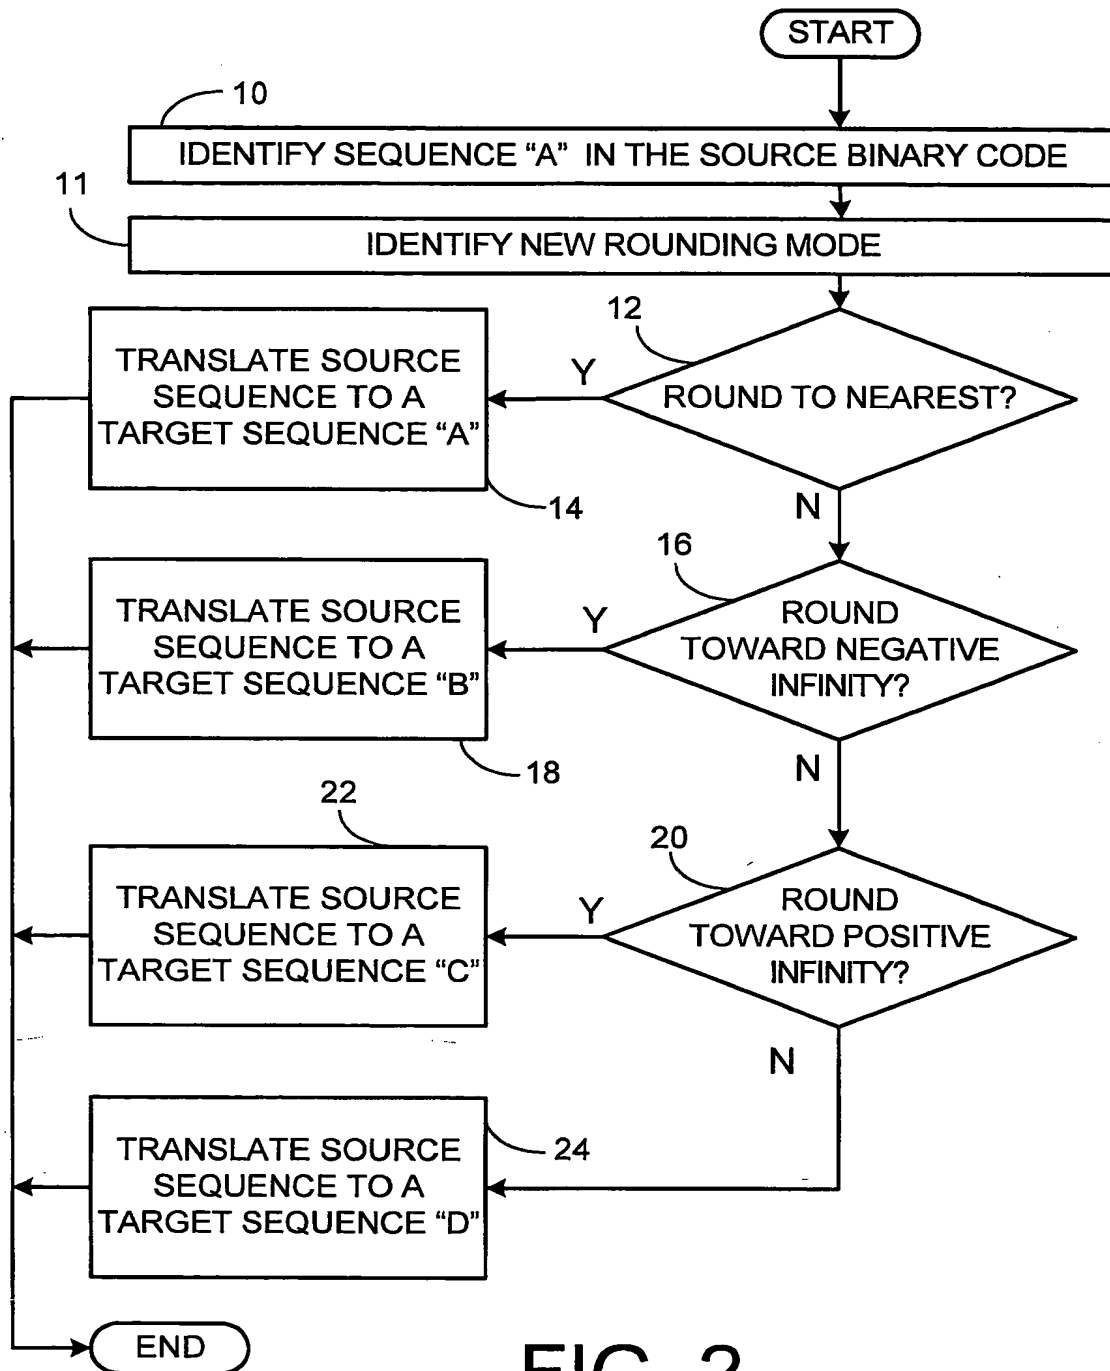 START
10
IDENTIFY SEQUENCE “A” IN THE SOURCE BINARY CODE
11
IDENTIFY NEW ROUNDING MODE
12
TRANSLATE SOURCE
SEQUENCE TO A
TARGET SEQUENCE “A”
Y
ROUND TO NEAREST?
14
N
16
TRANSLATE SOURCE
SEQUENCE TO A
TARGET SEQUENCE “B”
Y
ROUND
TOWARD NEGATIVE
INFINITY?
18
N
22
20
TRANSLATE SOURCE
SEQUENCE TO A
TARGET SEQUENCE “C”
Y
ROUND
TOWARD POSITIVE
INFINITY?
N
TRANSLATE SOURCE
SEQUENCE TO A
TARGET SEQUENCE “D”
24
END
FIG. 2